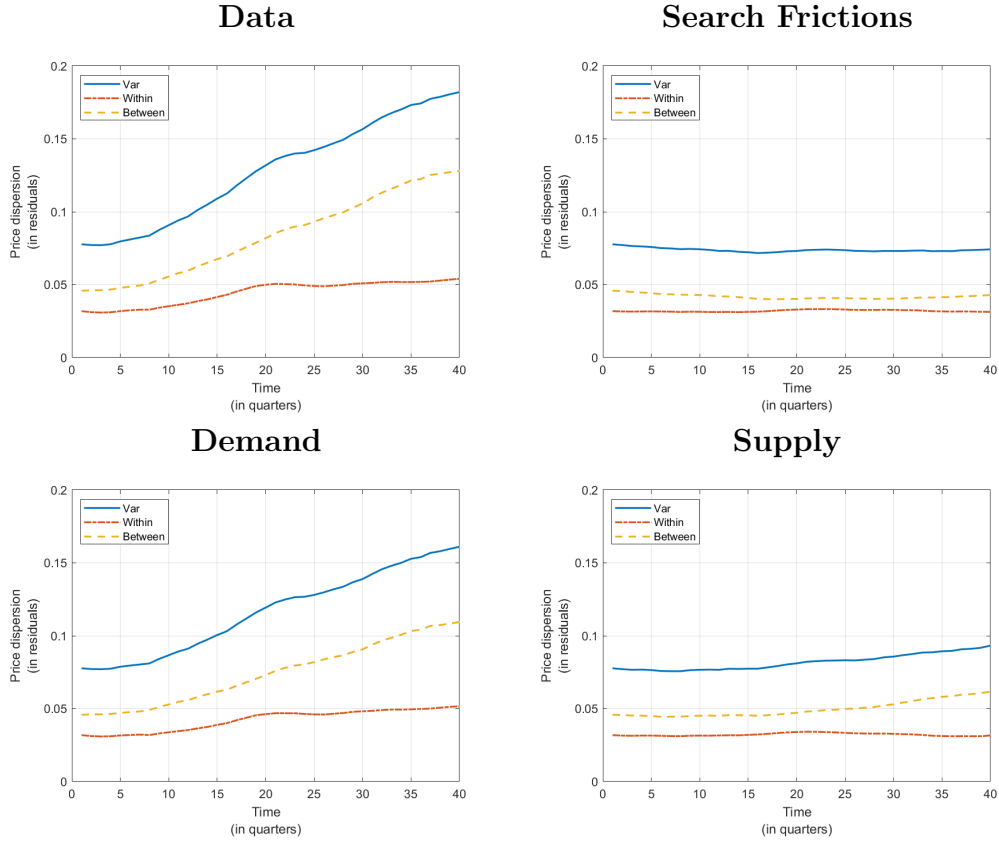 Data
0.2
0.15
0.1
0.05
0
Price dispersion
(in residuals)
Var
Within
Between
0 5 10 15 20 25 30 35 40
Time
(in quarters)
Search Frictions
0.2
0.15
0.1
0.05
0
Price dispersion
(in residuals)
Var
Within
Between
0 5 10 15 20 25 30 35 40
Time
(in quarters)
Demand
0.2
0.15
0.1
0.05
0
Price dispersion
(in residuals)
Var
Within
Between
0 5 10 15 20 25 30 35 40
Time
(in quarters)
Supply
0.2
0.15
0.1
0.05
0
Price dispersion
(in residuals)
Var
Within
Between
0 5 10 15 20 25 30 35 40
Time
(in quarters)